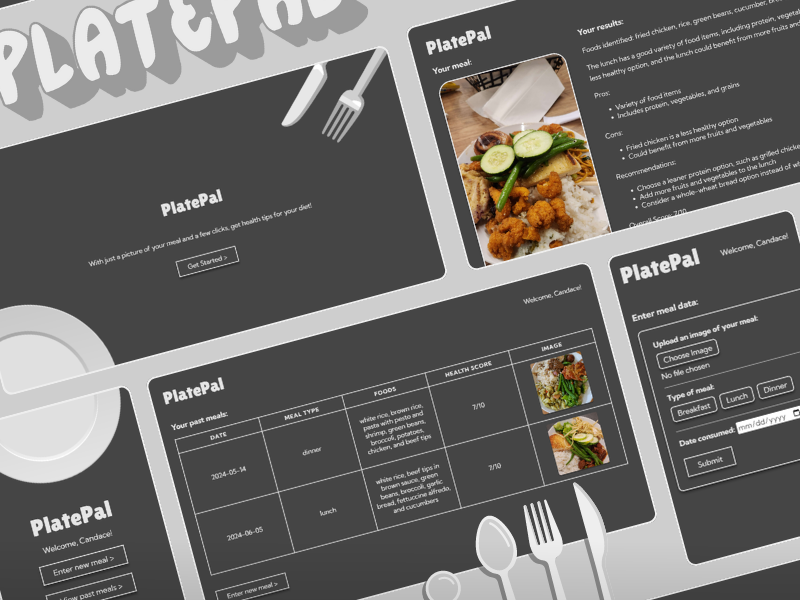 PLATEPAL
PlatePal
With just a picture of your meal and a few clicks, get health tips for your diet!
Get Started >
PlatePal
Your meal:
Your results:
Foods identified: fried chicken, rice, green beans, cucumber,
The lunch has a good variety of food items, including protein,
less healthy option, and the lunch could benefit from more fruits and
Pros:
Variety of food items
Includes protein, vegetables, and grains
Cons:
Fried chicken is a less healthy option
Could benefit from more fruits and vegetables
Recommendations:
Choose a leaner protein option, such as grilled
Add more fruits and vegetables to the lunch
Consider a whole-wheat bread option instead of
Overall Score: 7/10
PlatePal
Welcome, Candace!
Enter new meal >
View past meals >
PlatePal
Welcome, Candace!
Your past meals:
DATE MEAL TYPE FOODS HEALTH SCORE IMAGE
2024-05-14 dinner white rice, brown rice, pasta with pesto and shrimp, green beans, broccoli, potatoes, chicken, and beef tips 7/10
2024-06-05 lunch white rice, beef tips in brown sauce, green beans, broccoli, garlic bread, fettuccine alfredo, and cucumbers 7/10
Enter new meal >
PlatePal
Welcome, Candace!
Enter meal data:
Upload an image of your meal:
Choose Image
No file chosen
Type of meal:
Breakfast Lunch Dinner
Date consumed: mm/dd/yyyy
Submit